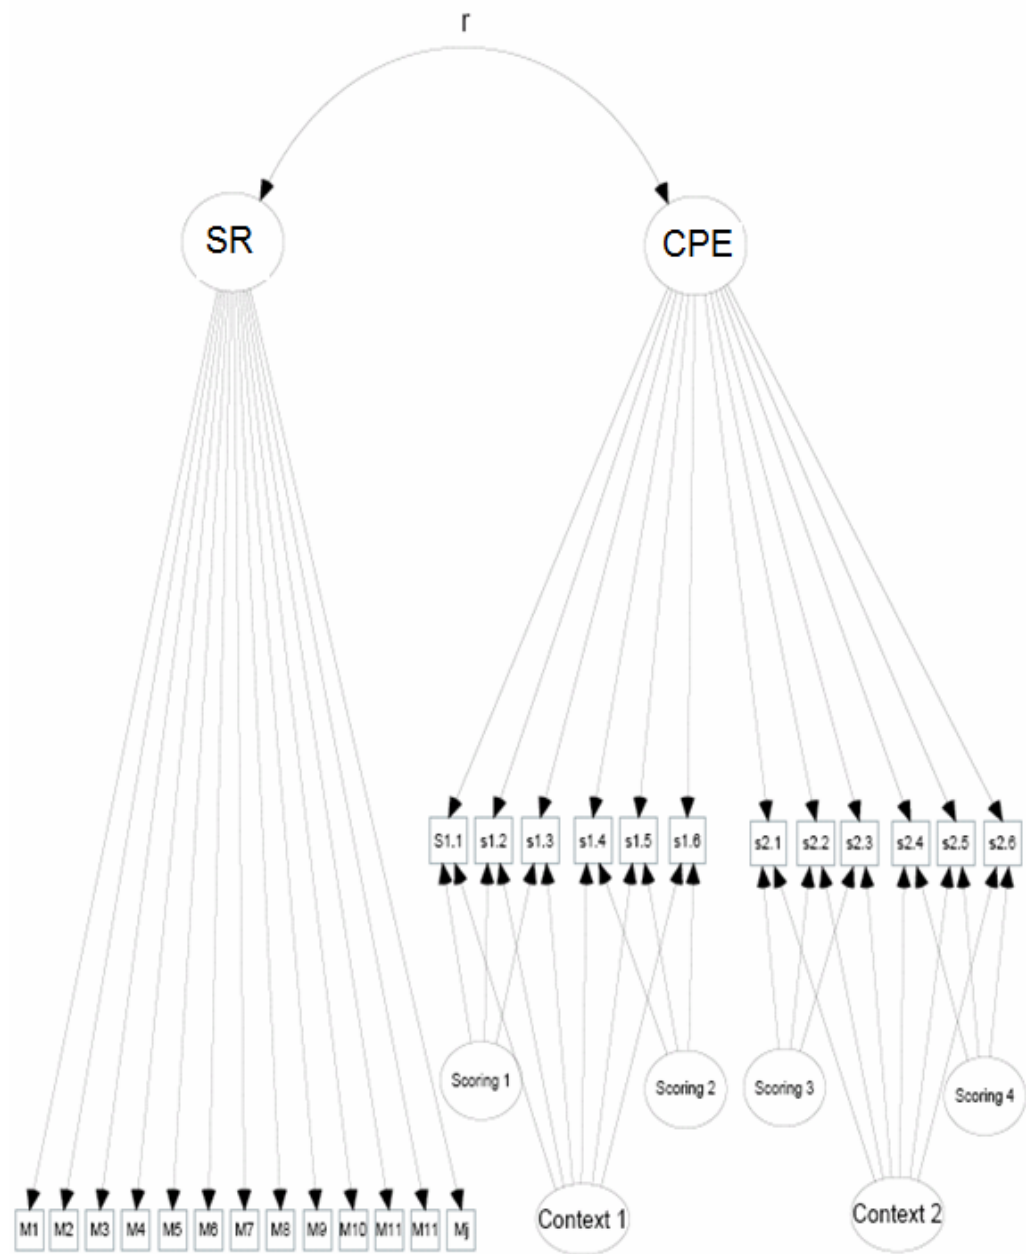 r
SR
CPE
S1.1 s1.2 s1.3 s1.4 s1.5 s1.6 s2.1 s2.2 s2.3 s2.4 s2.5 s2.6
Scoring 1 Scoring 2 Scoring 3 Scoring 4
M1 M2 M3 M4 M5 M6 M7 M8 M9 M10 M11 M11 Mj
Context 1 Context 2